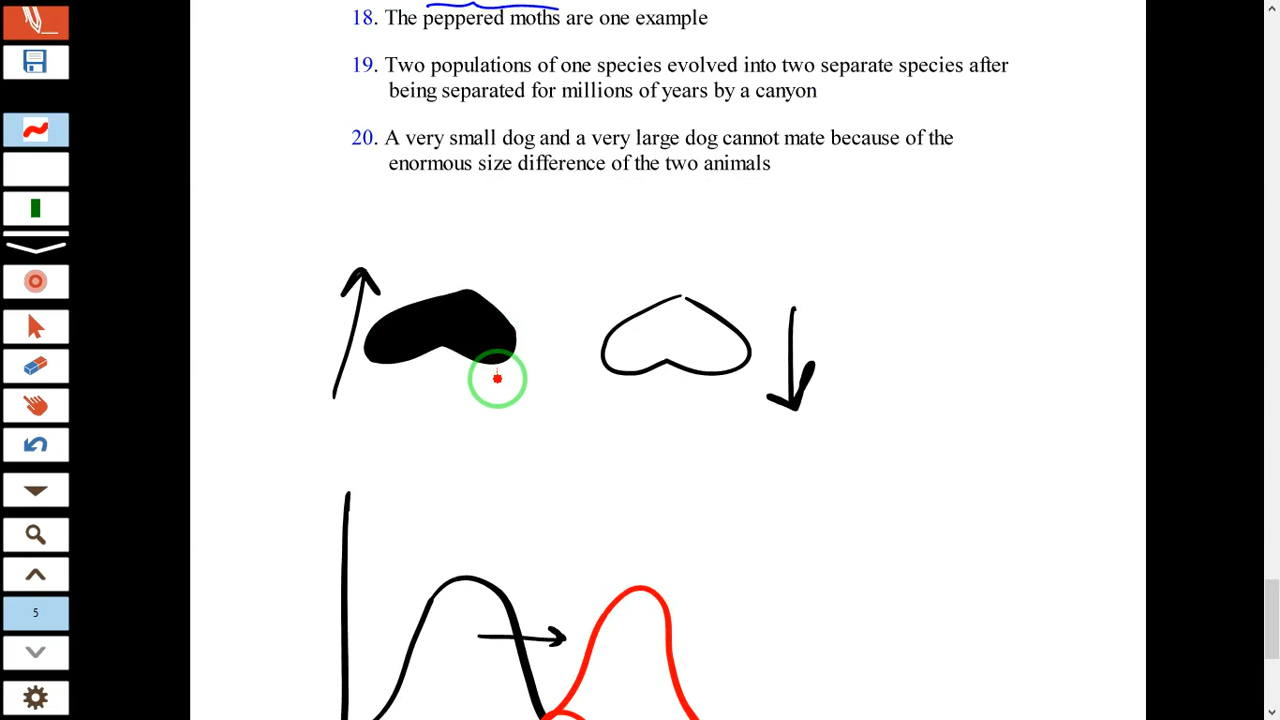 18. The peppered moths are one example
19. Two populations of one species evolved into two separate species after
being separated for millions of years by a canyon
20. A very small dog and a very large dog cannot mate because of the
enormous size difference of the two animals
5